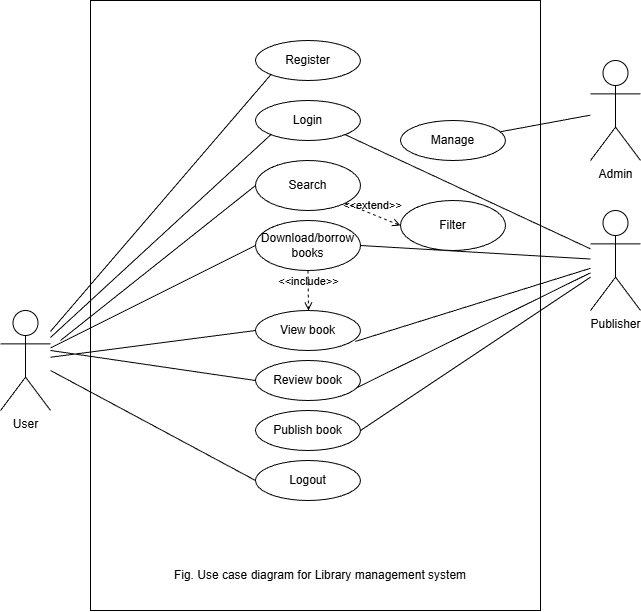 Register
Login
Manage
Admin
Search
<<extend>>
Filter
Download/borrow
books
<<include>>
Publisher
View book
Review book
User
Publish book
Logout
Fig. Use case diagram for Library management system